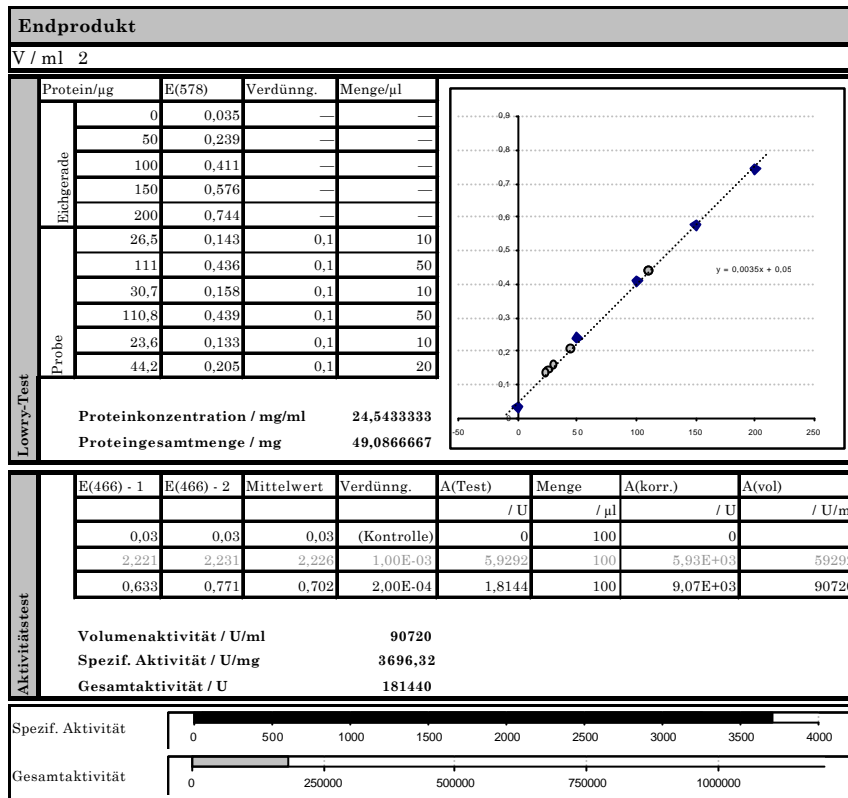 Endprodukt
V / ml 2
Lowry-Test
Protein/µg E(578) Verdünng. Menge/µl
Eichgerade
0 0,035 — —
50 0,239 — —
100 0,411 — —
150 0,576 — —
200 0,744 — —
Probe
26,5 0,143 0,1 10
111 0,436 0,1 50
30,7 0,158 0,1 10
110,8 0,439 0,1 50
23,6 0,133 0,1 10
44,2 0,205 0,1 20
Proteinkonzentration / mg/ml 24,5433333
Proteingesamtmenge / mg 49,0866667
0,9
0,8
0,7
0,6
0,5
0,4
0,3
0,2
0,1
0
y = 0,0035x + 0,05
-50 0 50 100 150 200 250
Aktivitätstest
E(466) - 1 E(466) - 2 Mittelwert Verdünng. A(Test) Menge A(korr.) A(vol)
/ U / µl / U / U/m
0,03 0,03 0,03 (Kontrolle) 0 100 0
2,221 2,231 2,226 1,00E-03 5,9292 100 5,93E+03 59292
0,633 0,771 0,702 2,00E-04 1,8144 100 9,07E+03 90720
Volumenaktivität / U/ml 90720
Spezif. Aktivität / U/mg 3696,32
Gesamtaktivität / U 181440
Spezif. Aktivität
0 500 1000 1500 2000 2500 3000 3500 4000
Gesamtaktivität
0 250000 500000 750000 1000000